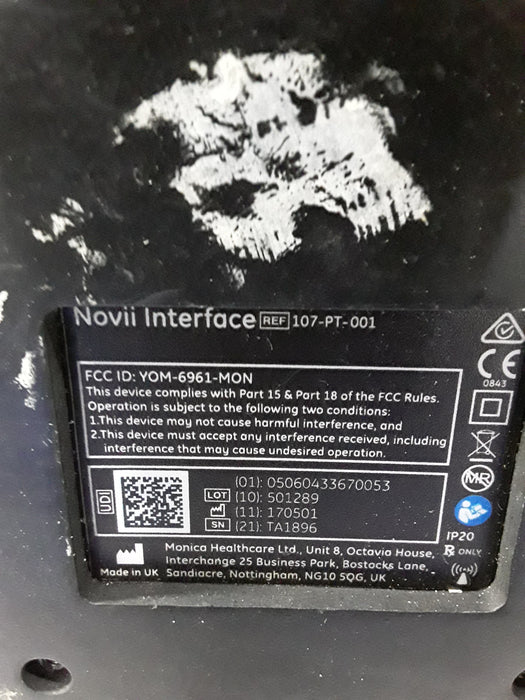 Novii Interface REF 107-PT-001
FCC ID: YOM-6961-MON
This device complies with Part 15 & Part 18 of the FCC Rules.
Operation is subject to the following two conditions:
1.This device may not cause harmful interference, and
2.This device must accept any interference received, including
interference that may cause undesired operation.
CE
0843
MR
UDI
(01): 05060433670053
LOT (10): 501289
(11): 170501
SN (21): TA1896
IP20
Rx ONLY
Made in UK
Monica Healthcare Ltd., Unit 8, Octavia House,
Interchange 25 Business Park, Bostocks Lane,
Sandiacre, Nottingham, NG10 5QG, UK